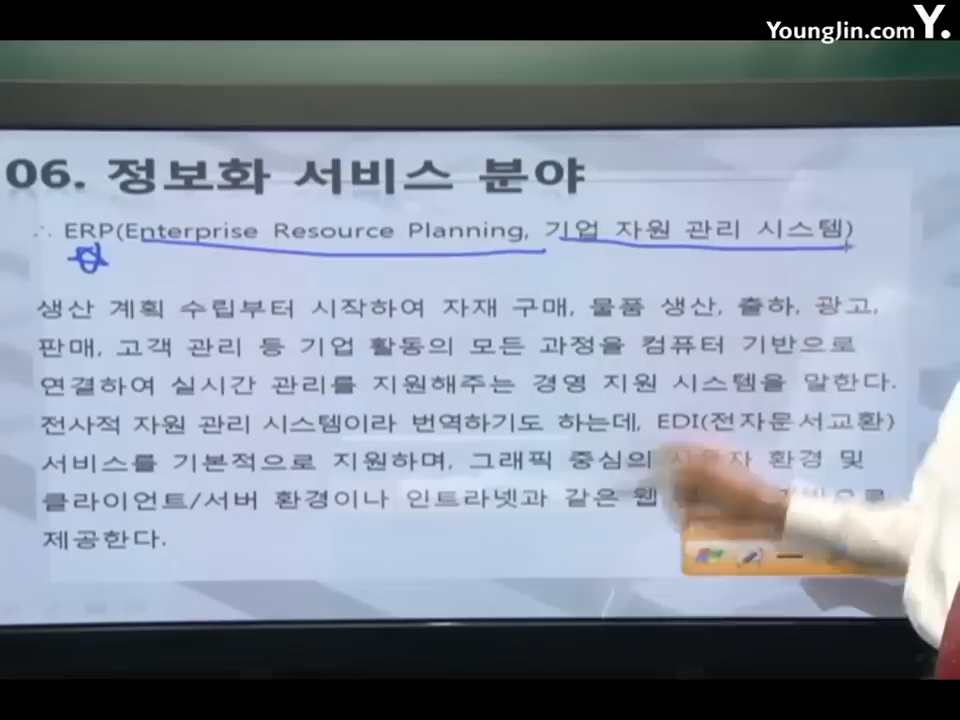 YoungJin.com Y.
06. 정보화 서비스 분야
∴ ERP(Enterprise Resource Planning, 기업 자원 관리 시스템)
생산 계획 수립부터 시작하여 자재 구매, 물품 생산, 출하, 광고,
판매, 고객 관리 등 기업 활동의 모든 과정을 컴퓨터 기반으로
연결하여 실시간 관리를 지원해주는 경영 지원 시스템을 말한다.
전사적 자원 관리 시스템이라 번역하기도 하는데, EDI(전자문서교환)
서비스를 기본적으로 지원하며, 그래픽 중심의 사용자 환경 및
클라이언트/서버 환경이나 인트라넷과 같은 웹
제공한다.